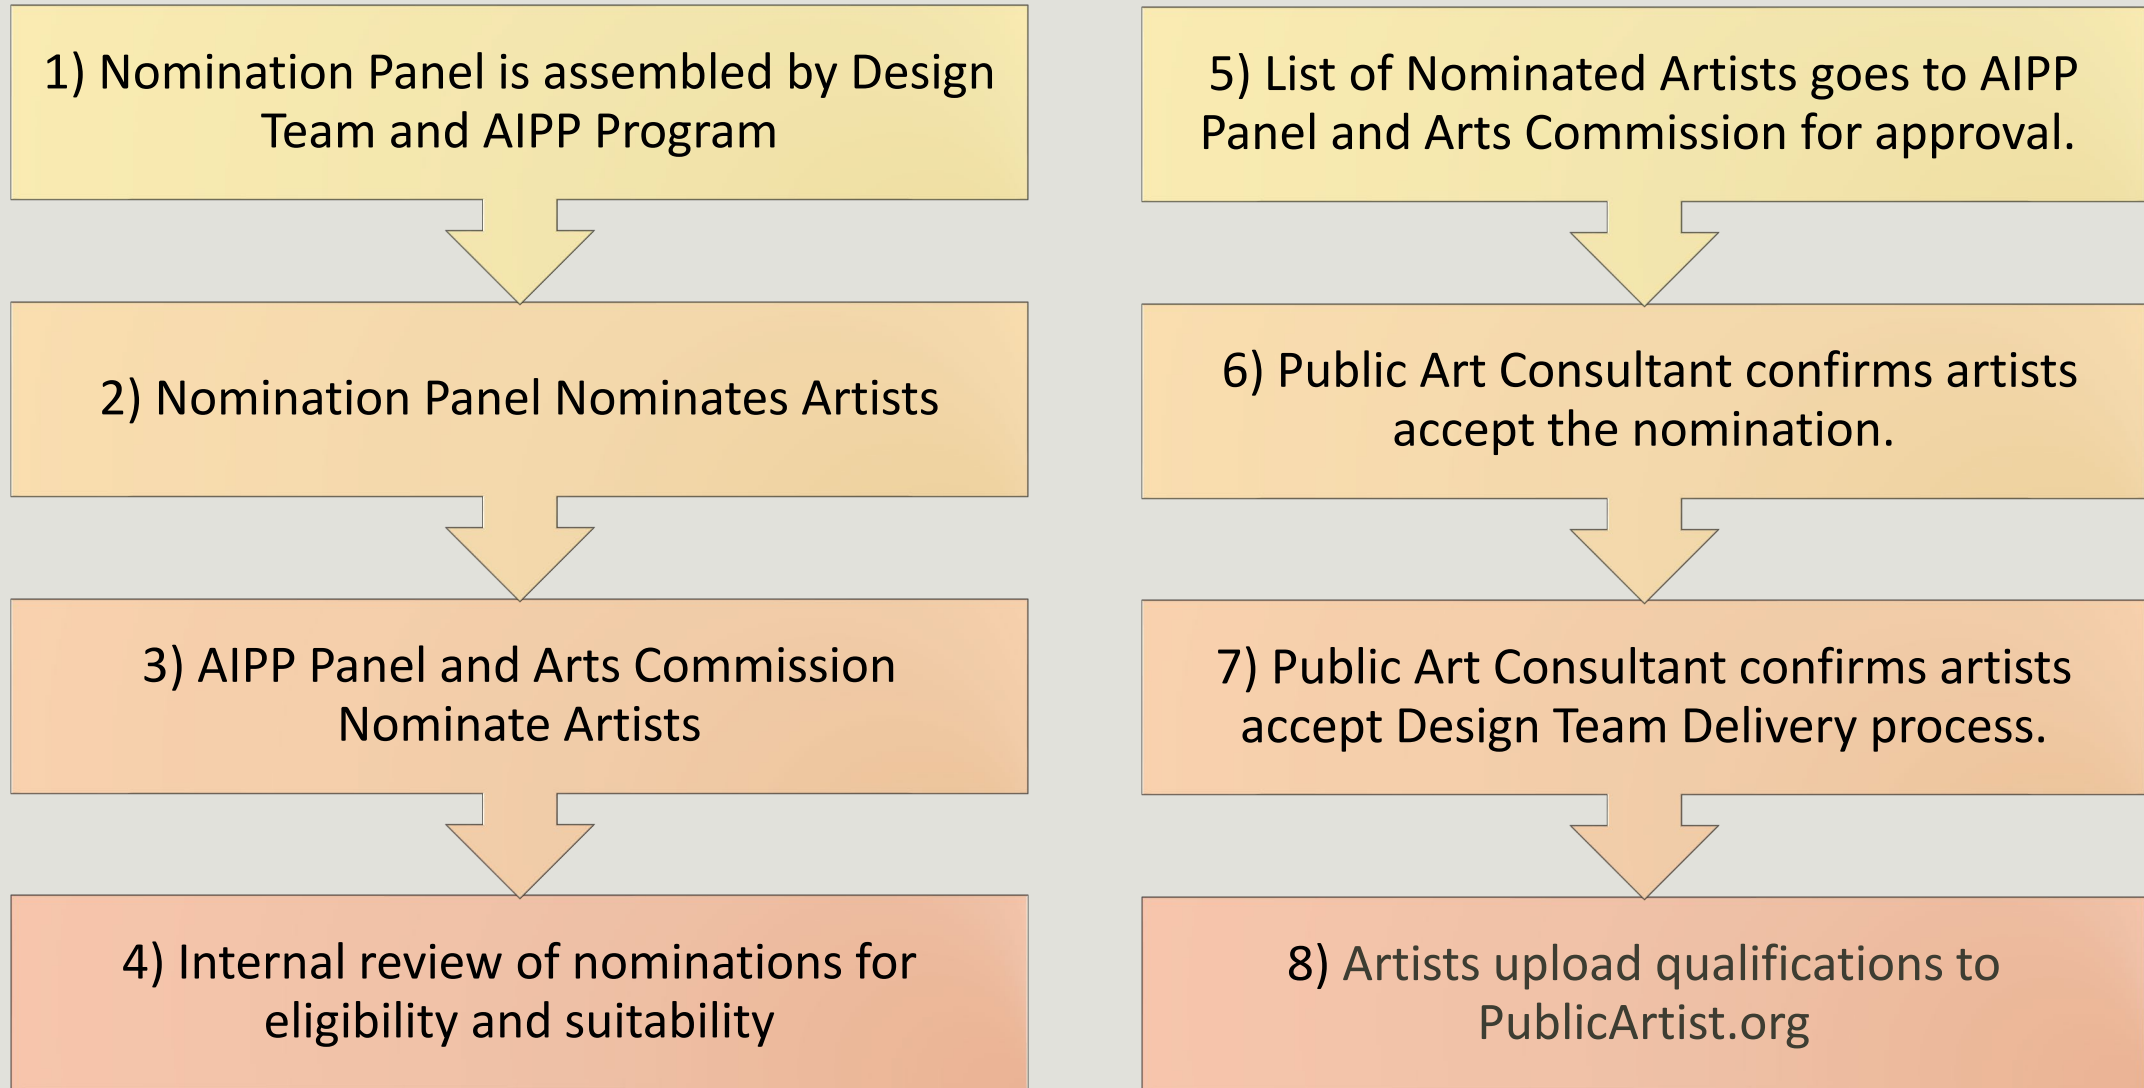 1) Nomination Panel is assembled by Design
Team and AIPP Program
2) Nomination Panel Nominates Artists
3) AIPP Panel and Arts Commission
Nominate Artists
4) Internal review of nominations for
eligibility and suitability
5) List of Nominated Artists goes to AIPP
Panel and Arts Commission for approval.
6) Public Art Consultant confirms artists
accept the nomination.
7) Public Art Consultant confirms artists
accept Design Team Delivery process.
8) Artists upload qualifications to
PublicArtist.org